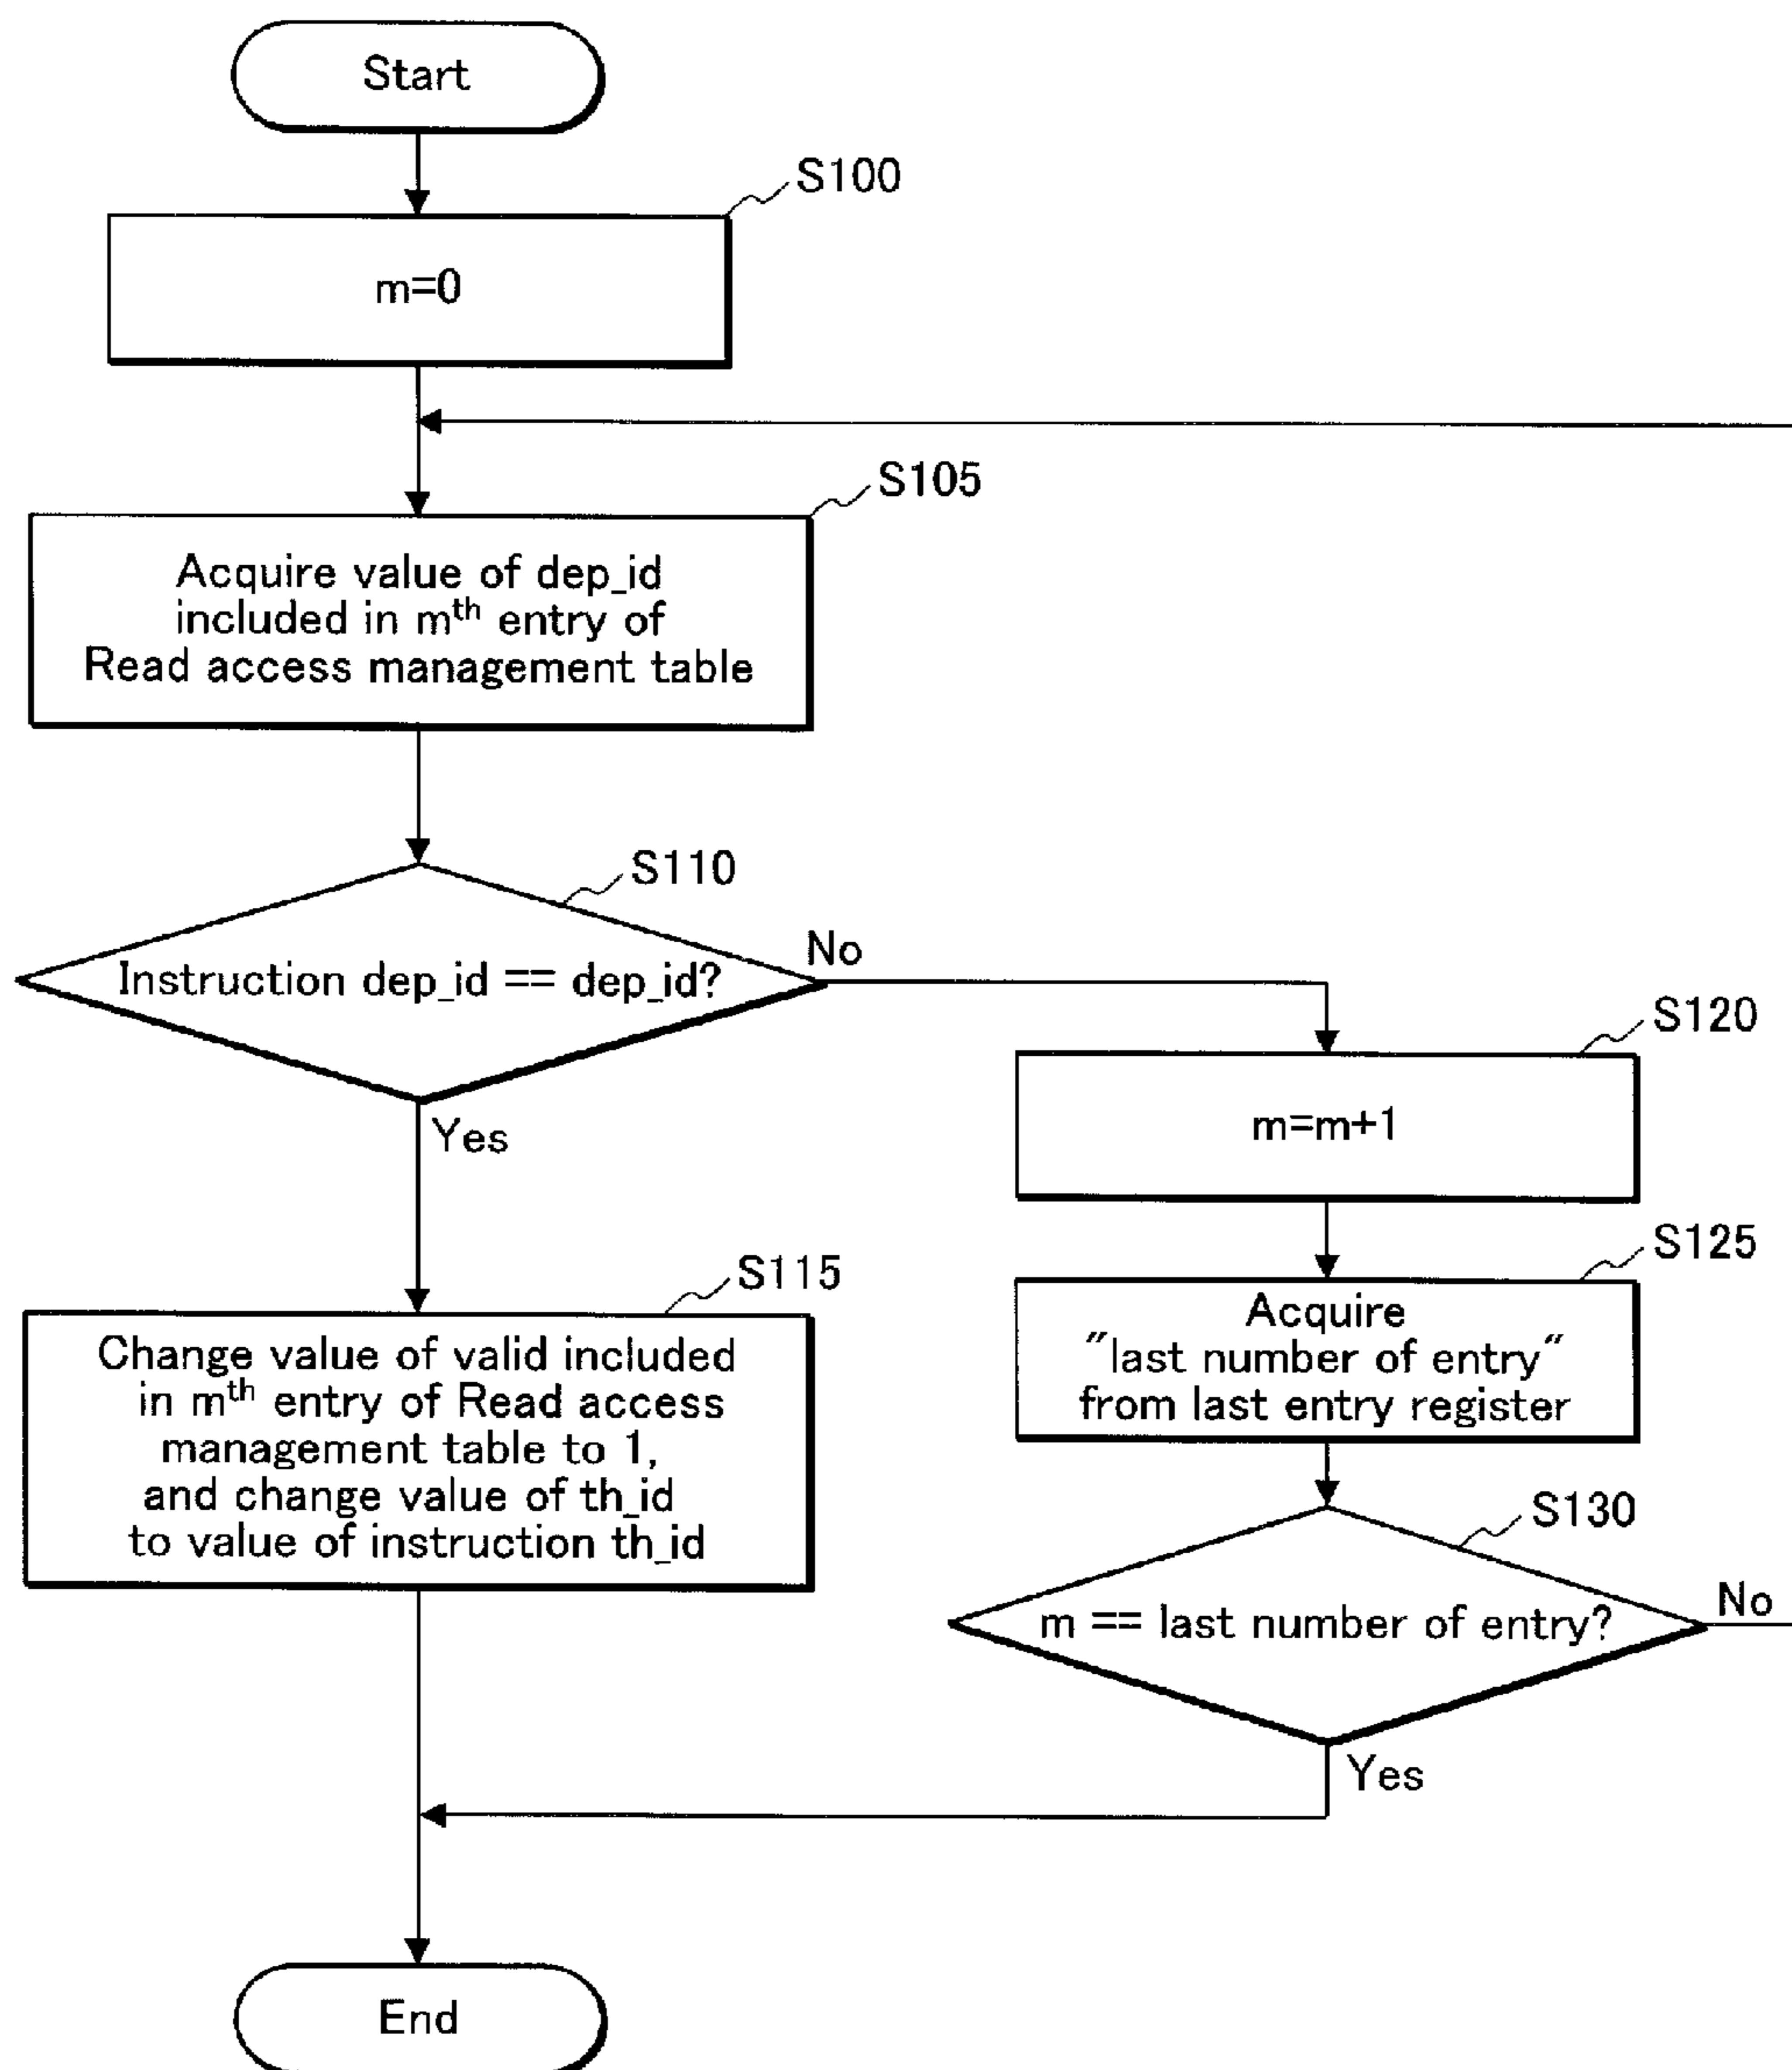 Start
S100
m=0
S105
Acquire value of dep_id
included in mth entry of
Read access management table
S110
Instruction dep_id == dep_id?
No
Yes
S120
m=m+1
S125
Acquire
"last number of entry"
from last entry register
S115
Change value of valid included
in mth entry of Read access
management table to 1,
and change value of th_id
to value of instruction th_id
S130
m == last number of entry?
No
Yes
End